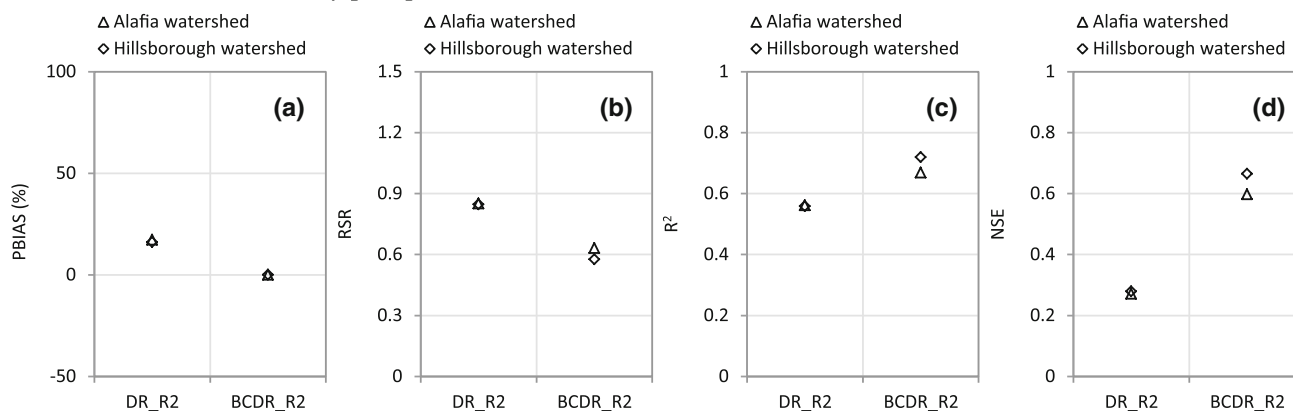 △ Alafia watershed
◇ Hillsborough watershed
100
50
0
-50
PBIAS (%)
(a)
DR_R2
BCDR_R2
△ Alafia watershed
◇ Hillsborough watershed
1.5
1.2
0.9
0.6
0.3
0
RSR
(b)
DR_R2
BCDR_R2
△ Alafia watershed
◇ Hillsborough watershed
1
0.8
0.6
0.4
0.2
0
R²
(c)
DR_R2
BCDR_R2
△ Alafia watershed
◇ Hillsborough watershed
1
0.8
0.6
0.4
0.2
0
NSE
(d)
DR_R2
BCDR_R2